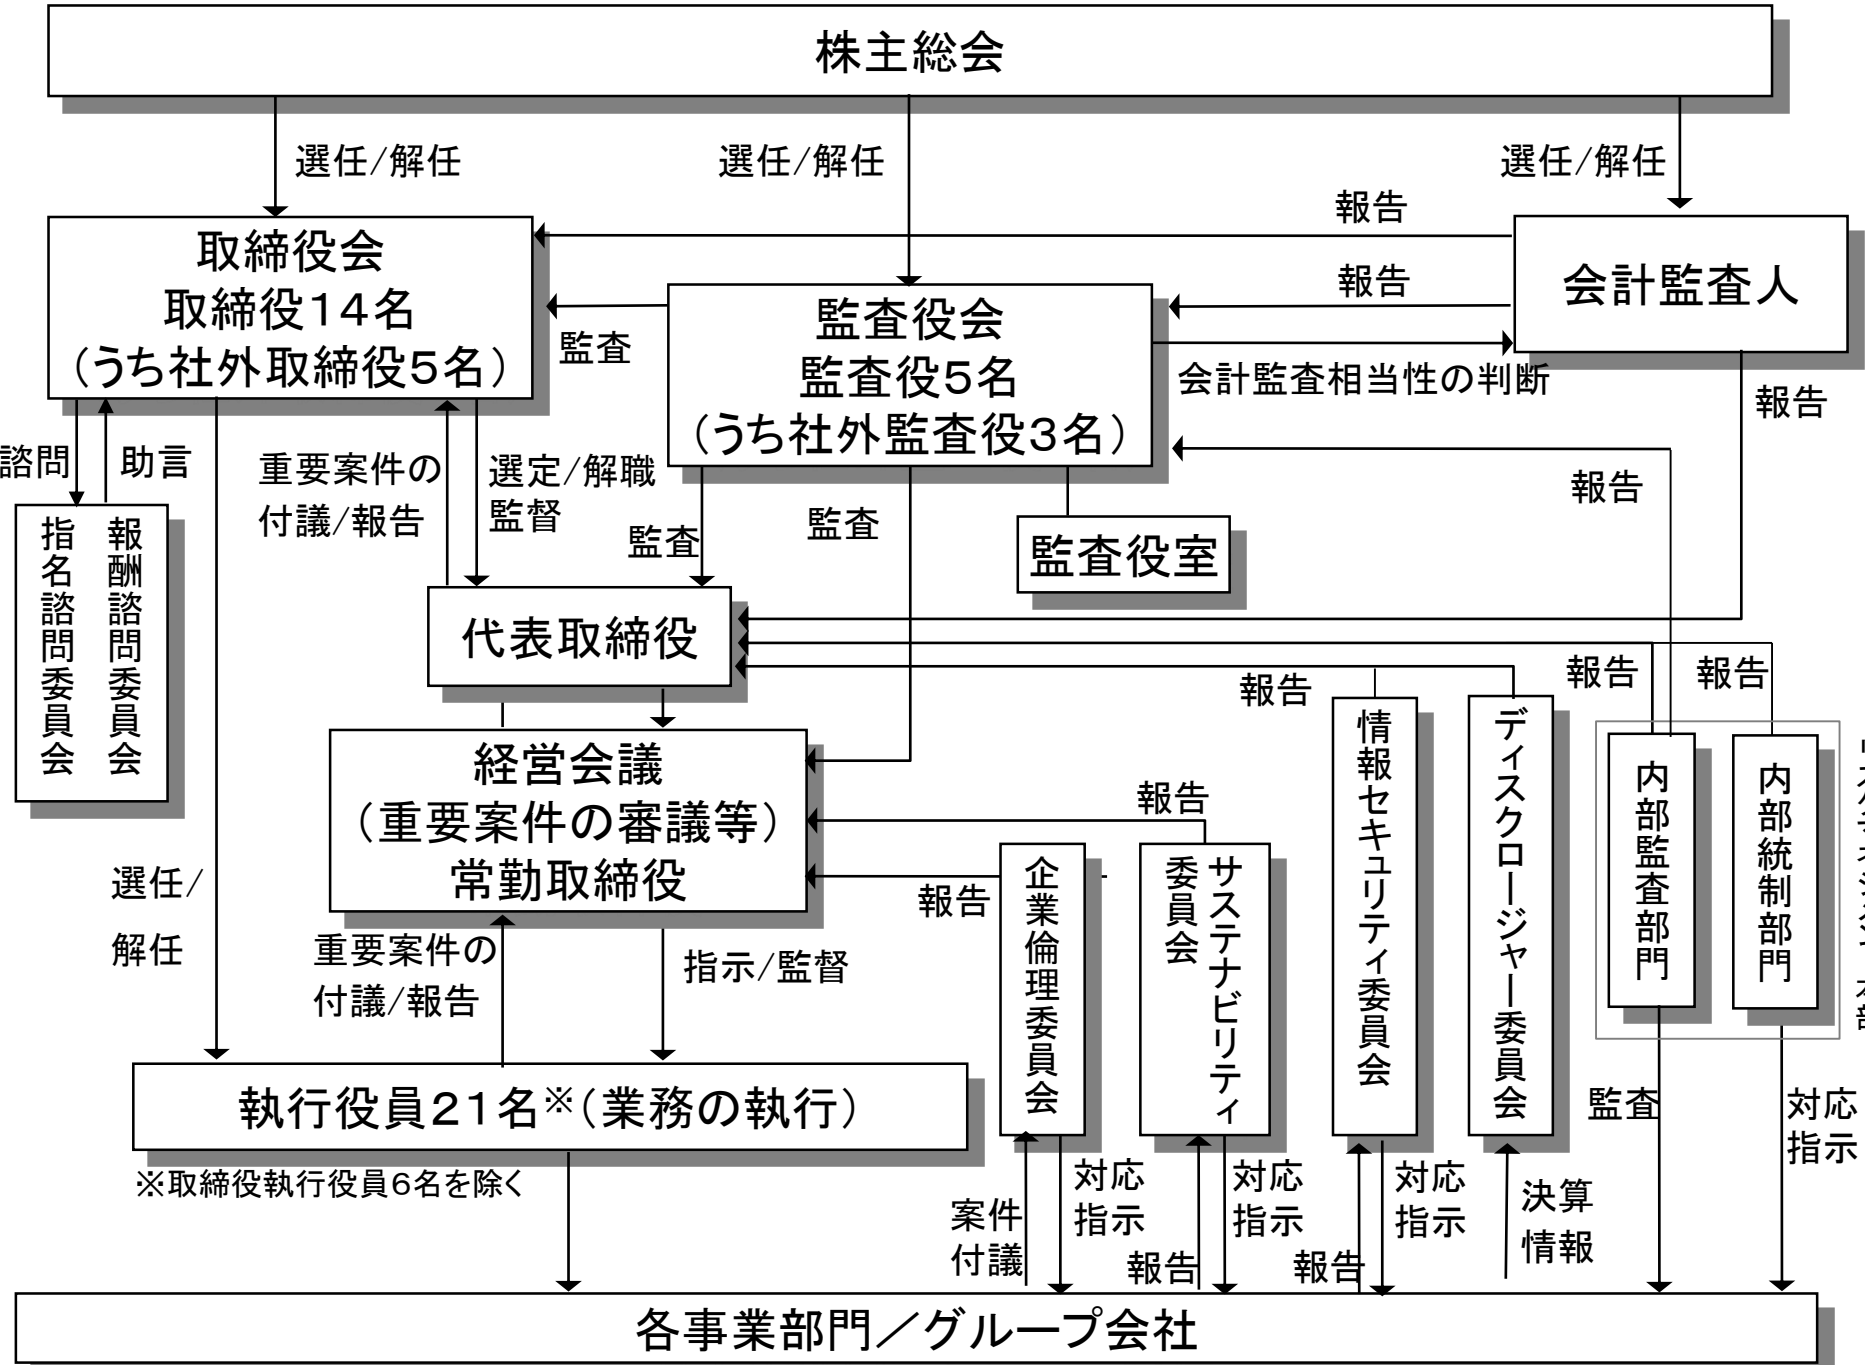 株主総会
選任/解任
選任/解任
選任/解任
取締役会
取締役14名
（うち社外取締役5名）
監査役会
監査役5名
（うち社外監査役3名）
会計監査人
報告
報告
監査
会計監査相当性の判断
報告
諮問
助言
重要案件の
付議/報告
選定/解職
監督
監査
監査
報告
監査役室
報酬諮問委員会
指名諮問委員会
代表取締役
報告
報告
報告
経営会議
（重要案件の審議等）
常勤取締役
報告
報告
選任/
解任
重要案件の
付議/報告
指示/監督
企業倫理委員会
サステナビリティ
委員会
情報セキュリティ委員会
ディスクロージャー委員会
内部監査部門
内部統制部門
執行役員21名※（業務の執行）
※取締役執行役員6名を除く
案件
付議
対応
指示
報告
対応
指示
報告
対応
指示
決算
情報
監査
対応
指示
各事業部門／グループ会社